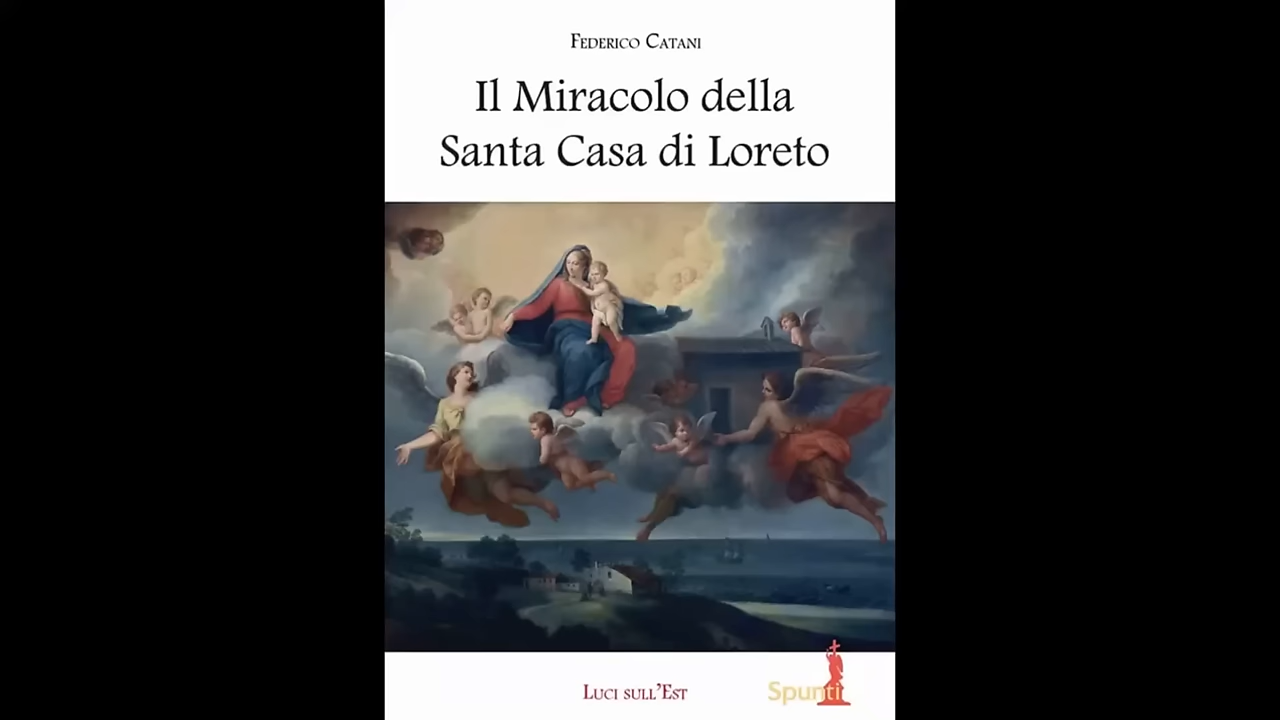 Federico Catani
Il Miracolo della
Santa Casa di Loreto
Luci sull'Est
Spunti